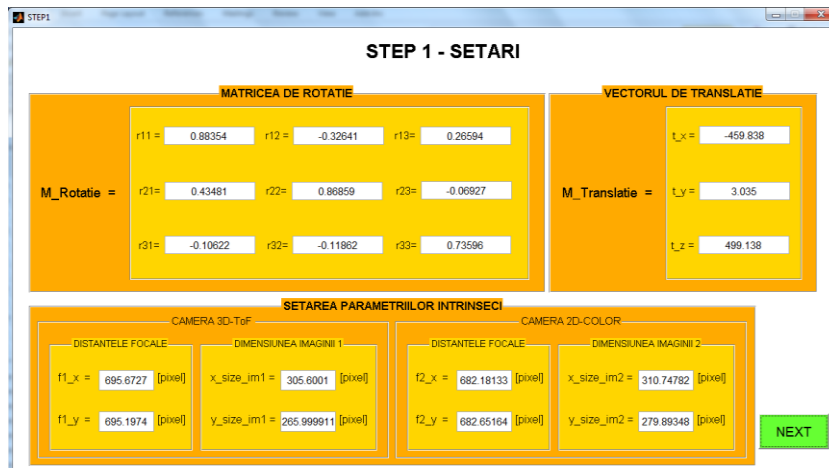 STEP1
STEP 1 - SETARI
MATRICEA DE ROTATIE
VECTORUL DE TRANSLATIE
r11 = 0.88354 r12 = -0.32641 r13= 0.26594
t_x = -459.838
M_Rotatie = r21= 0.43481 r22= 0.86859 r23= -0.06927
M_Translatie = t_y = 3.035
r31= -0.10622 r32= -0.11862 r33= 0.73596
t_z = 499.138
SETAREA PARAMETRIILOR INTRINSECI
CAMERA 3D-ToF
CAMERA 2D-COLOR
DISTANTELE FOCALE
DIMENSIUNEA IMAGINII 1
DISTANTELE FOCALE
DIMENSIUNEA IMAGINII 2
f1_x = 695.6727 [pixel] x_size_im1 = 305.6001 [pixel] f2_x = 682.18133 [pixel] x_size_im2 = 310.74782 [pixel]
f1_y = 695.1974 [pixel] y_size_im1 = 265.999911 [pixel] f2_y = 682.65164 [pixel] y_size_im2 = 279.89348 [pixel]
NEXT